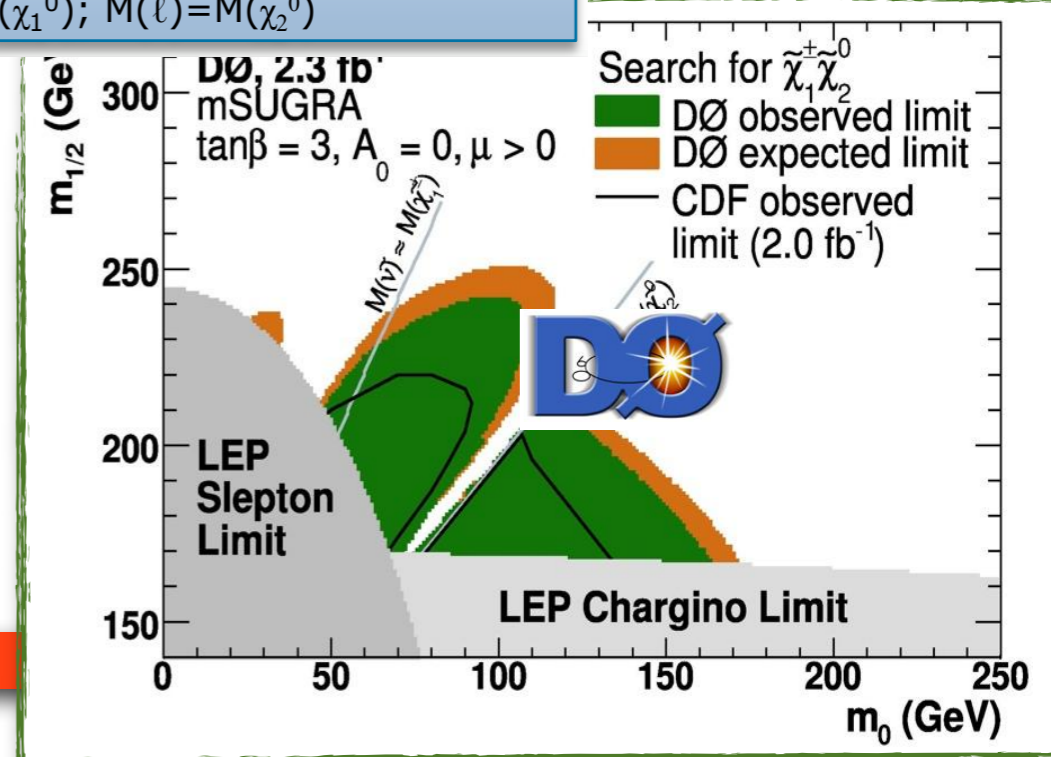 (χ₁⁰); M(ℓ)=M(χ₂⁰)
DØ, 2.3 fb⁻¹
mSUGRA
tanβ = 3, A₀ = 0, μ > 0
Search for χ̃₁±χ̃₂⁰
DØ observed limit
DØ expected limit
CDF observed
limit (2.0 fb⁻¹)
M(ν̃) ≈ M(χ̃₁±)
DØ
LEP
Slepton
Limit
LEP Chargino Limit
m₁/₂ (GeV
300
250
200
150
0 50 100 150 200 250
m₀ (GeV)